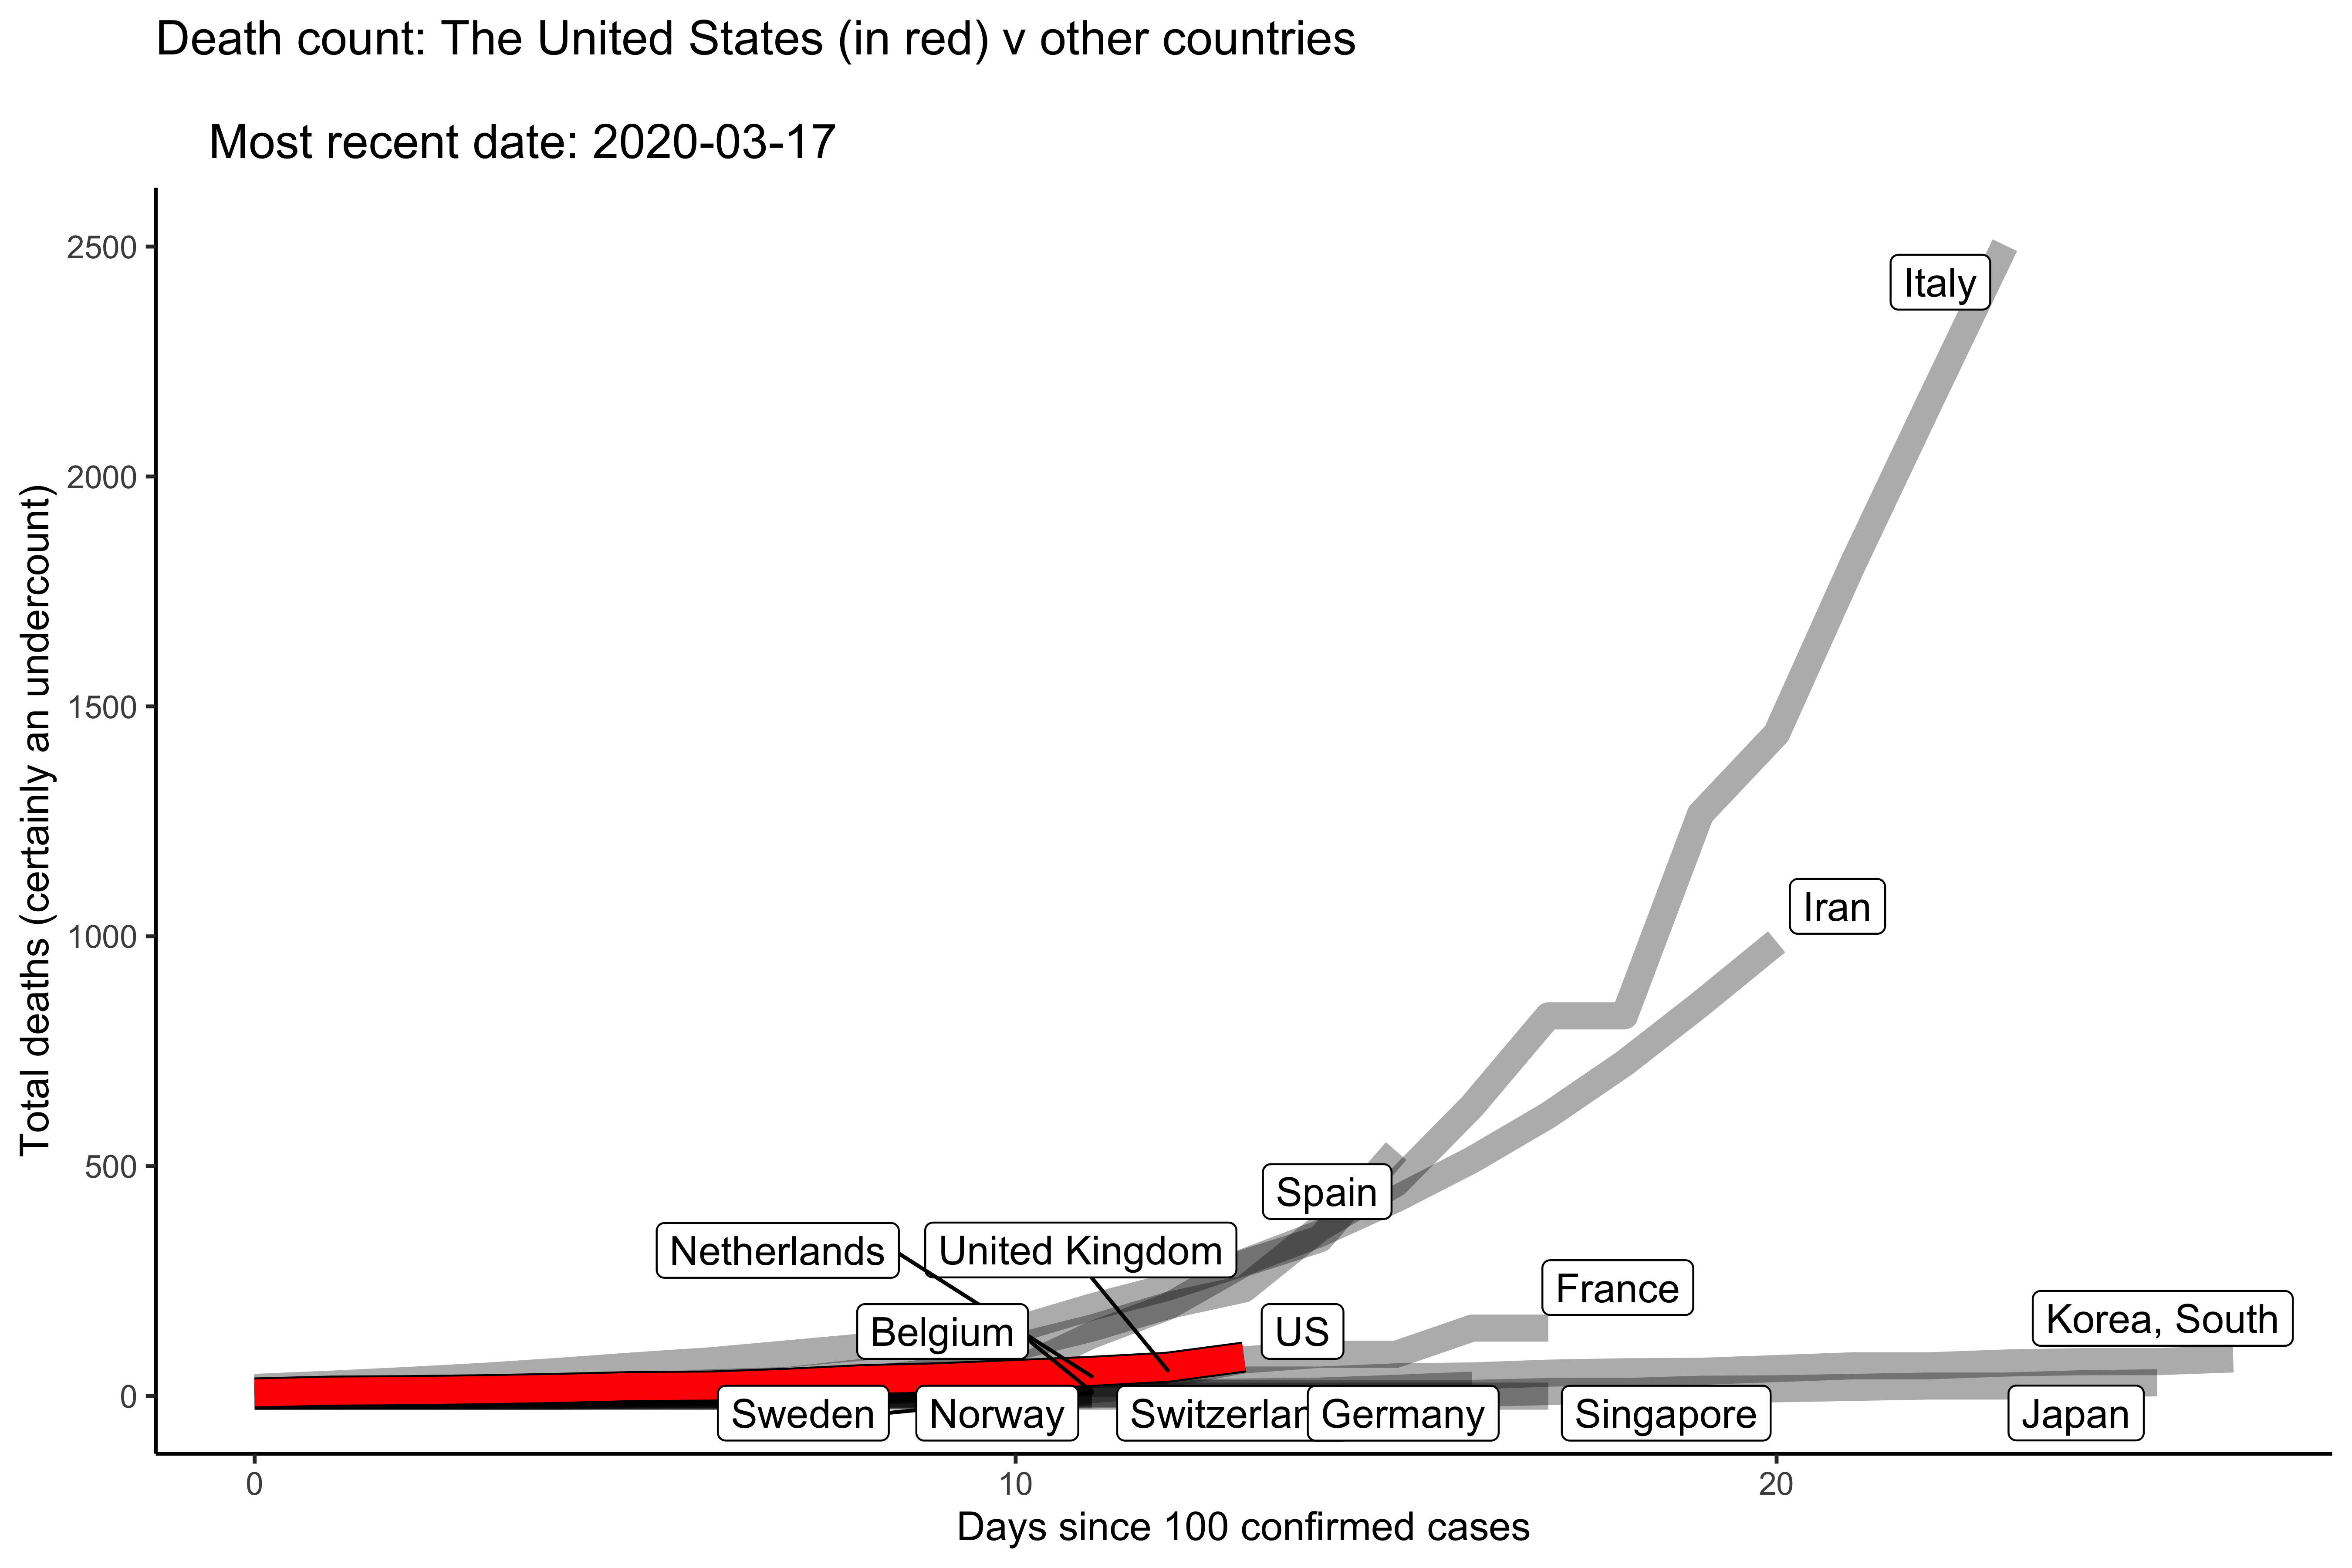 Death count: The United States (in red) v other countries
Most recent date: 2020-03-17
Total deaths (certainly an undercount)
2500
2000
1500
1000
500
0
Italy
Iran
Spain
Netherlands
United Kingdom
France
Belgium
US
Korea, South
Sweden
Norway
Switzerlan
Germany
Singapore
Japan
0
10
20
Days since 100 confirmed cases